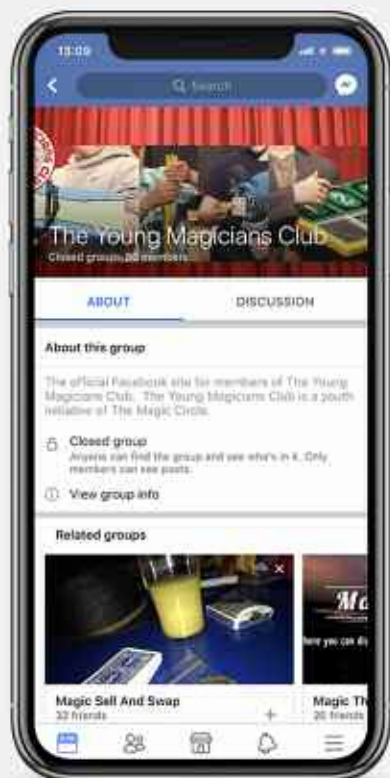 13:09
Search
The Young Magicians Club
Closed groups, 20 members
ABOUT
DISCUSSION
About this group
The official Facebook site for members of The Young
Magicians Club. The Young Magicians Club is a youth
initiative of The Magic Circle.
Closed group
Anyone can find the group and see who's in it. Only
members can see posts.
View group info
Related groups
Magic Sell And Swap
32 friends
Magic Th
26 friends